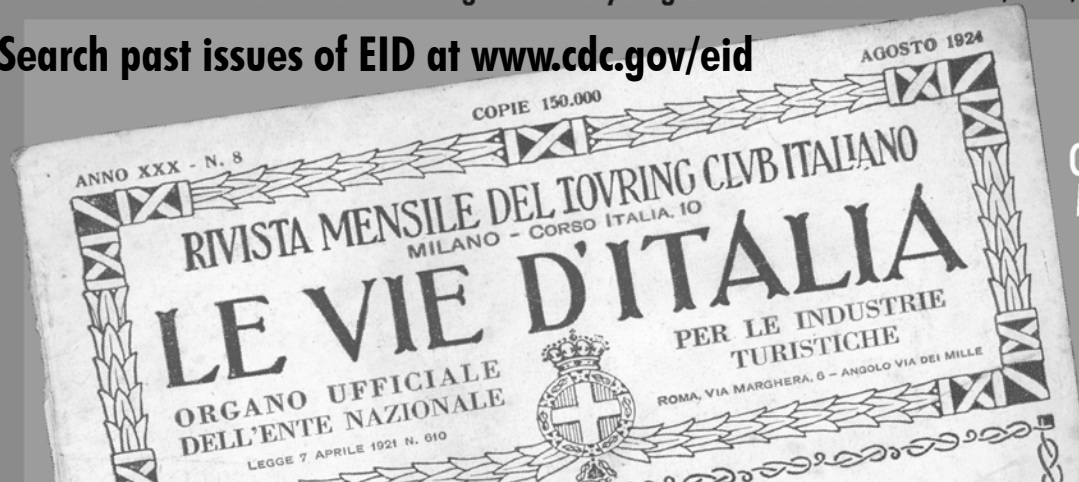 Search past issues of EID at www.cdc.gov/eid
AGOSTO 1924
COPIE 150.000
ANNO XXX - N. 8
RIVISTA MENSILE DEL TOVRING CLVB ITALIANO
MILANO - CORSO ITALIA, 10
LE VIE D'ITALIA
ORGANO UFFICIALE
DELL'ENTE NAZIONALE
LEGGE 7 APRILE 1921 N. 610
PER LE INDUSTRIE
TURISTICHE
ROMA, VIA MARGHERA, 6 - ANGOLO VIA DEI MILLE